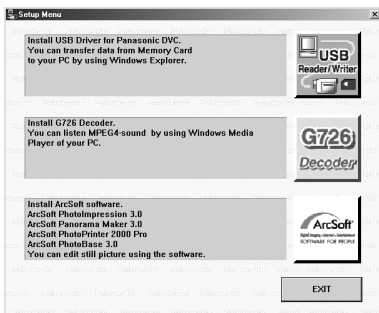 Setup Menu
Install USB Driver for Panasonic DVC.
You can transfer data from Memory Card
to your PC by using Windows Explorer.
USB
Reader/Writer
Install G726 Decoder.
You can listen MPEG4-sound by using Windows Media
Player of your PC.
G726
Decoder
Install ArcSoft software.
ArcSoft PhotoImpression 3.0
ArcSoft Panorama Maker 3.0
ArcSoft PhotoPrinter 2000 Pro
ArcSoft PhotoBase 3.0
You can edit still picture using the software.
ArcSoft
SOFTWARE FOR PEOPLE
EXIT